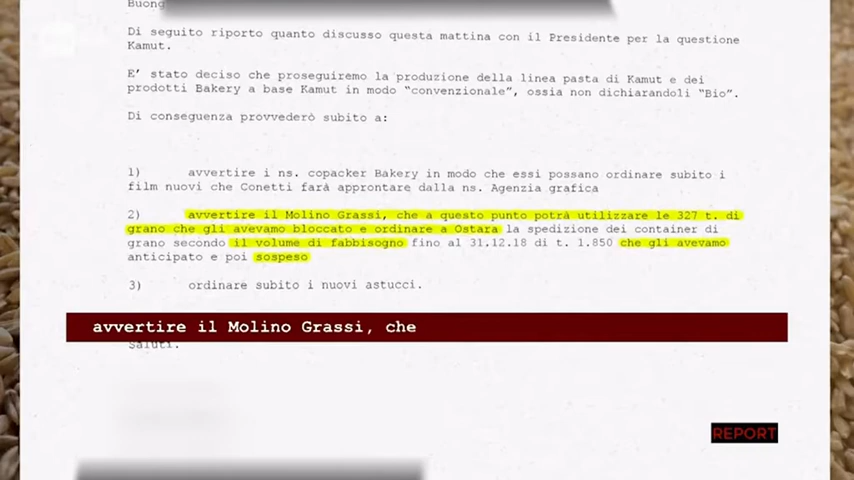 Buong
Di seguito riporto quanto discusso questa mattina con il Presidente per la questione
Kamut.
E' stato deciso che proseguiremo la produzione della linea pasta di Kamut e dei
prodotti Bakery a base Kamut in modo "convenzionale", ossia non dichiarandoli "Bio".
Di conseguenza provvederò subito a:
1) avvertire i ns. copacker Bakery in modo che essi possano ordinare subito i
film nuovi che Conetti farà approntare dalla ns. Agenzia grafica
2) avvertire il Molino Grassi, che a questo punto potrà utilizzare le 327 t. di
grano che gli avevamo bloccato e ordinare a Ostara la spedizione dei container di
grano secondo il volume di fabbisogno fino al 31.12.18 di t. 1.850 che gli avevamo
anticipato e poi sospeso
3) ordinare subito i nuovi astucci.
avvertire il Molino Grassi, che
Saluti.
REPORT